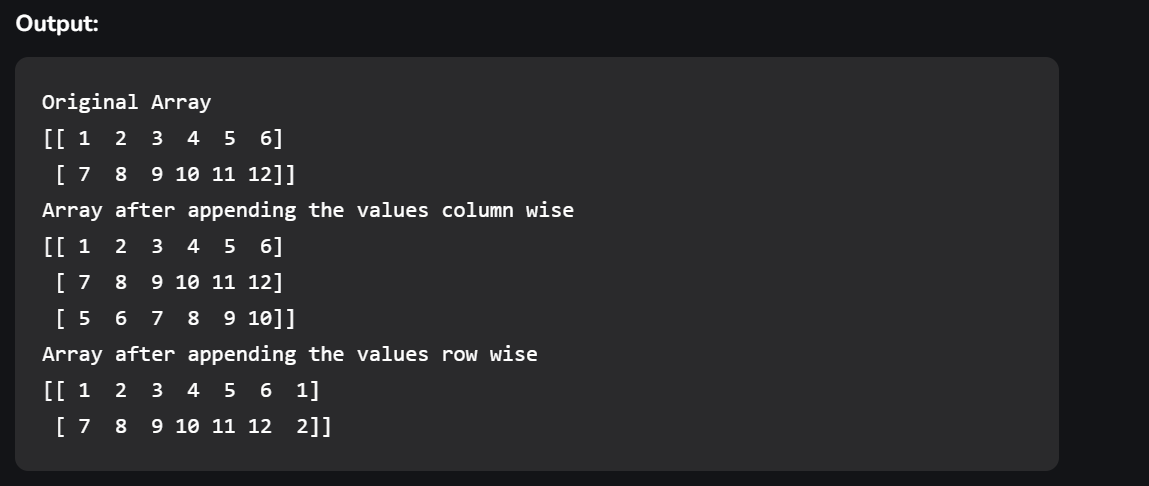 Output:
Original Array
[[ 1  2  3  4  5  6]
 [ 7  8  9 10 11 12]]
Array after appending the values column wise
[[ 1  2  3  4  5  6]
 [ 7  8  9 10 11 12]
 [ 5  6  7  8  9 10]]
Array after appending the values row wise
[[ 1  2  3  4  5  6  1]
 [ 7  8  9 10 11 12  2]]